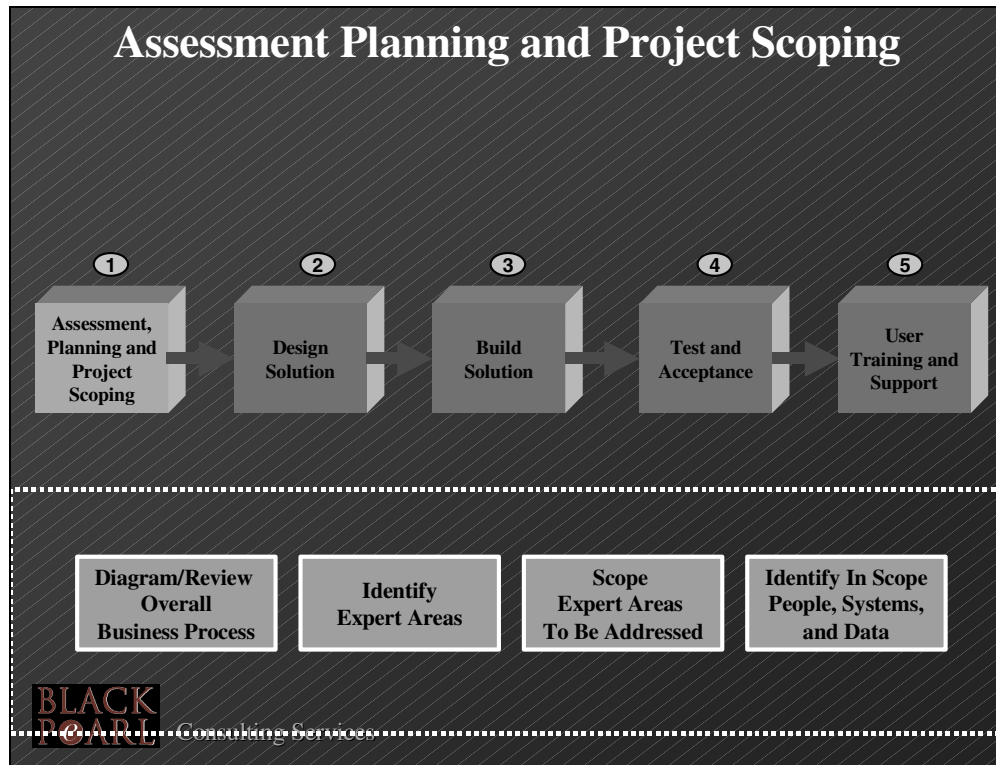 Assessment Planning and Project Scoping
1
2
3
4
5
Assessment,
Planning and
Project
Scoping
Design
Solution
Build
Solution
Test and
Acceptance
User
Training and
Support
Diagram/Review
Overall
Business Process
Identify
Expert Areas
Scope
Expert Areas
To Be Addressed
Identify In Scope
People, Systems,
and Data
BLACK
PeARL
Consulting Services